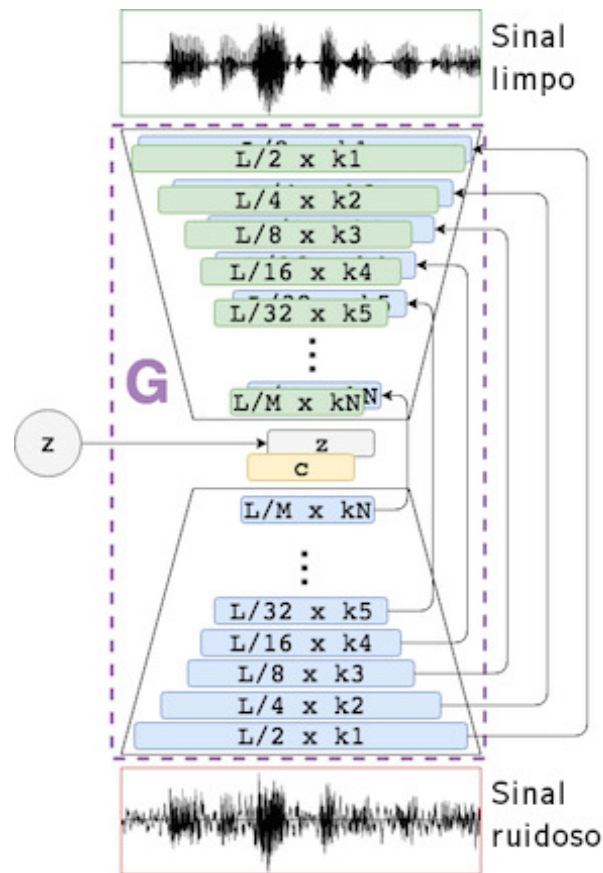 Sinal
limpo
L/2 x k1
L/4 x k2
L/8 x k3
L/16 x k4
L/32 x k5
G
L/M x kN
z
z
c
L/M x kN
L/32 x k5
L/16 x k4
L/8 x k3
L/4 x k2
L/2 x k1
Sinal
ruidoso